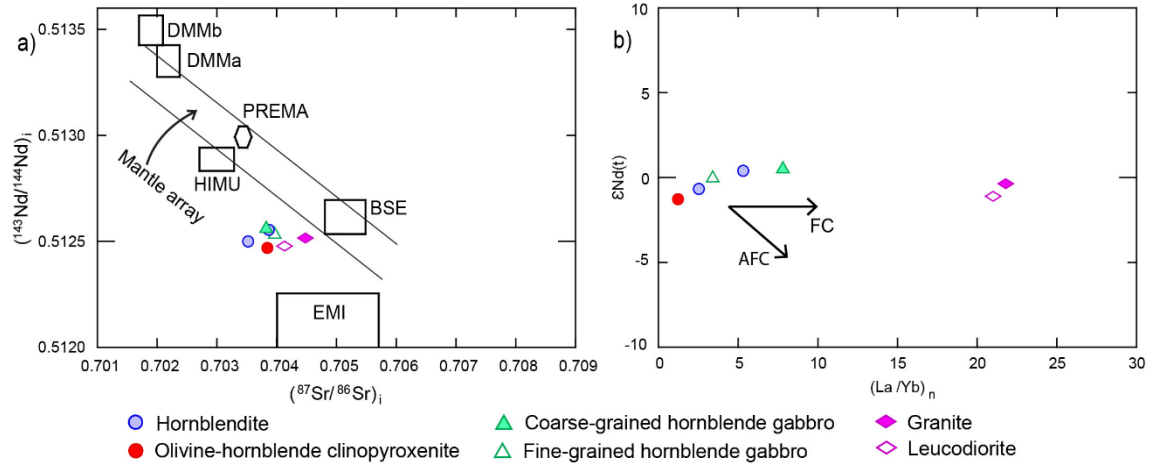 a)
0.5135
0.5130
0.5125
0.5120
(¹⁴³Nd/¹⁴⁴Nd)ᵢ
DMMb
DMMa
PREMA
HIMU
Mantle array
BSE
EMI
0.701 0.702 0.703 0.704 0.705 0.706 0.707 0.708 0.709
(⁸⁷Sr/⁸⁶Sr)ᵢ
b)
10
5
0
-5
-10
ƐNd(t)
FC
AFC
0 5 10 15 20 25 30
(La /Yb)ₙ
Hornblendite
Olivine-hornblende clinopyroxenite
Coarse-grained hornblende gabbro
Fine-grained hornblende gabbro
Granite
Leucodiorite